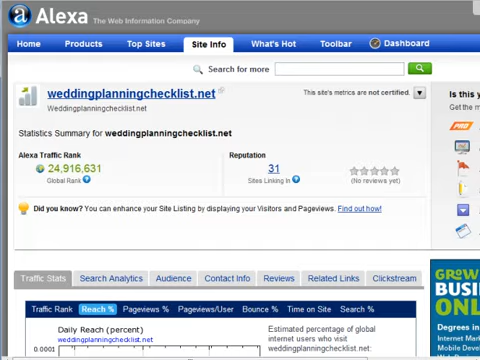 Alexa The Web Information Company
Home Products Top Sites Site Info What's Hot Toolbar Dashboard
Search for more
weddingplanningchecklist.net
Weddingplanningchecklist.net
This site's metrics are not certified.
Is this y
Get the m
Statistics Summary for weddingplanningchecklist.net
PRO
Alexa Traffic Rank
Reputation
24,916,631
31
Global Rank ?
Sites Linking In ?
(No reviews yet)
Did you know? You can enhance your Site Listing by displaying your Visitors and Pageviews. Find out how!
Traffic Stats Search Analytics Audience Contact Info Reviews Related Links Clickstream
GROW
BUSIN
ONL
Degrees in
Internet Mark
Mobile Devel
Traffic Rank Reach % Pageviews % Pageviews/User Bounce % Time on Site Search %
Daily Reach (percent)
weddingplanningchecklist.net
0.0001
Estimated percentage of global
internet users who visit
weddingplanningchecklist.net: